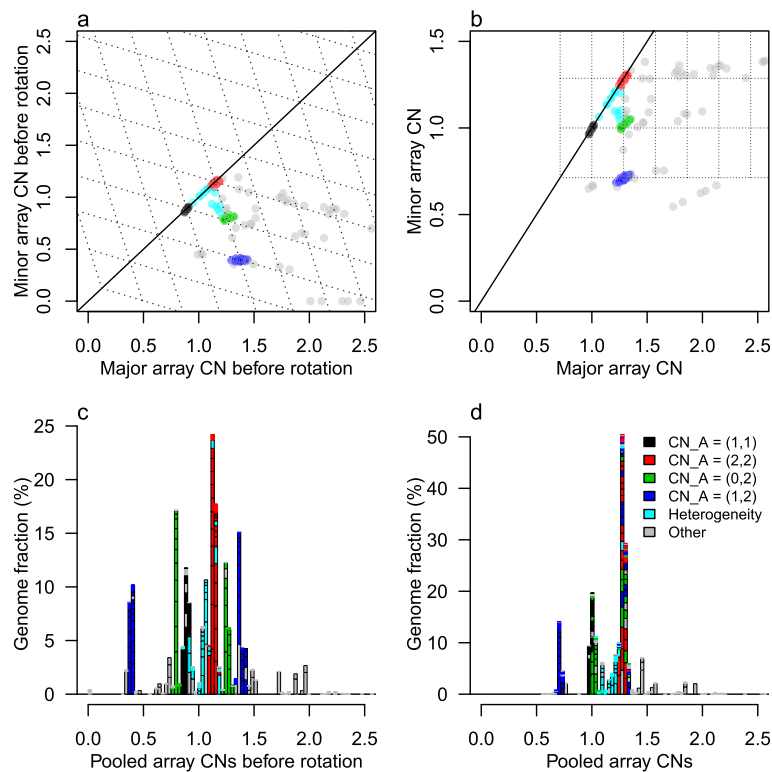 a
Minor array CN before rotation
0.0 0.5 1.0 1.5 2.0 2.5
0.0 0.5 1.0 1.5 2.0 2.5
Major array CN before rotation
b
Minor array CN
0.0 0.5 1.0 1.5
0.0 0.5 1.0 1.5 2.0 2.5
Major array CN
c
Genome fraction (%)
0 5 10 15 20 25
0.0 0.5 1.0 1.5 2.0 2.5
Pooled array CNs before rotation
d
Genome fraction (%)
0 10 20 30 40 50
CN_A = (1,1)
CN_A = (2,2)
CN_A = (0,2)
CN_A = (1,2)
Heterogeneity
Other
0.0 0.5 1.0 1.5 2.0 2.5
Pooled array CNs